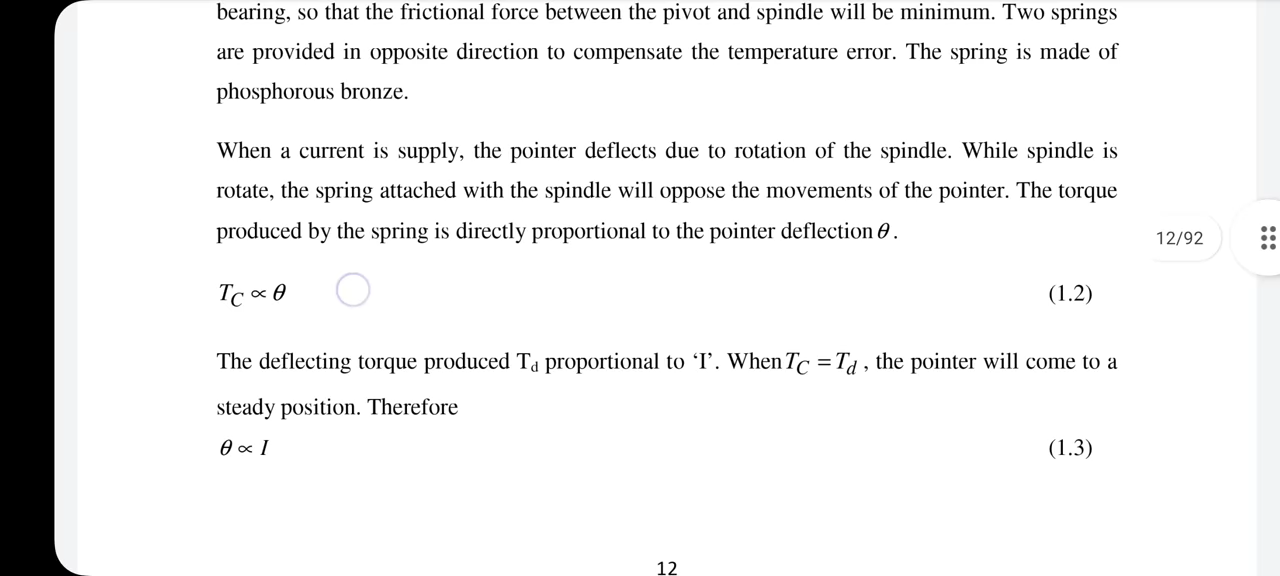 bearing, so that the frictional force between the pivot and spindle will be minimum. Two springs
are provided in opposite direction to compensate the temperature error. The spring is made of
phosphorous bronze.
When a current is supply, the pointer deflects due to rotation of the spindle. While spindle is
rotate, the spring attached with the spindle will oppose the movements of the pointer. The torque
produced by the spring is directly proportional to the pointer deflection θ .
12/92
T_C ∝ θ (1.2)
The deflecting torque produced T_d proportional to ‘I’. When T_C = T_d , the pointer will come to a
steady position. Therefore
θ ∝ I (1.3)
12